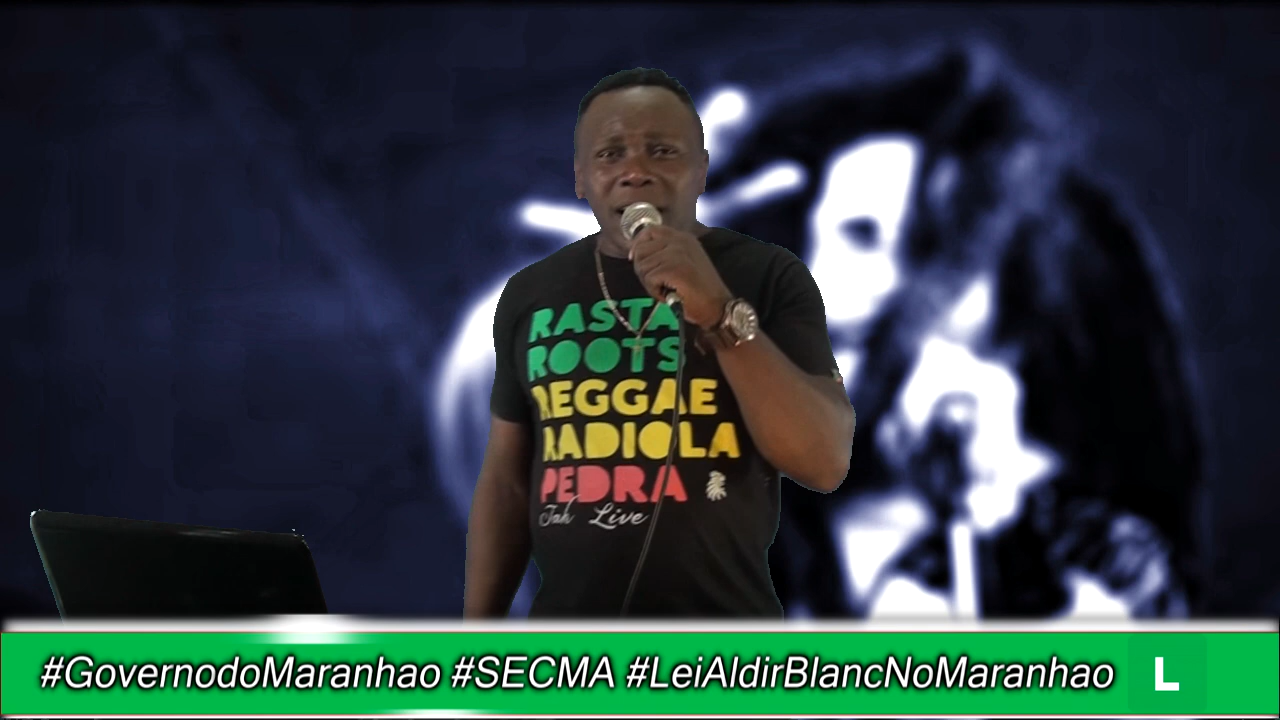 RASTA
ROOTS
REGGAE
RADIOLA
PEDRA
Jah Live
#GovernodoMaranhao #SECMA #LeiAldirBlancNoMaranhao L